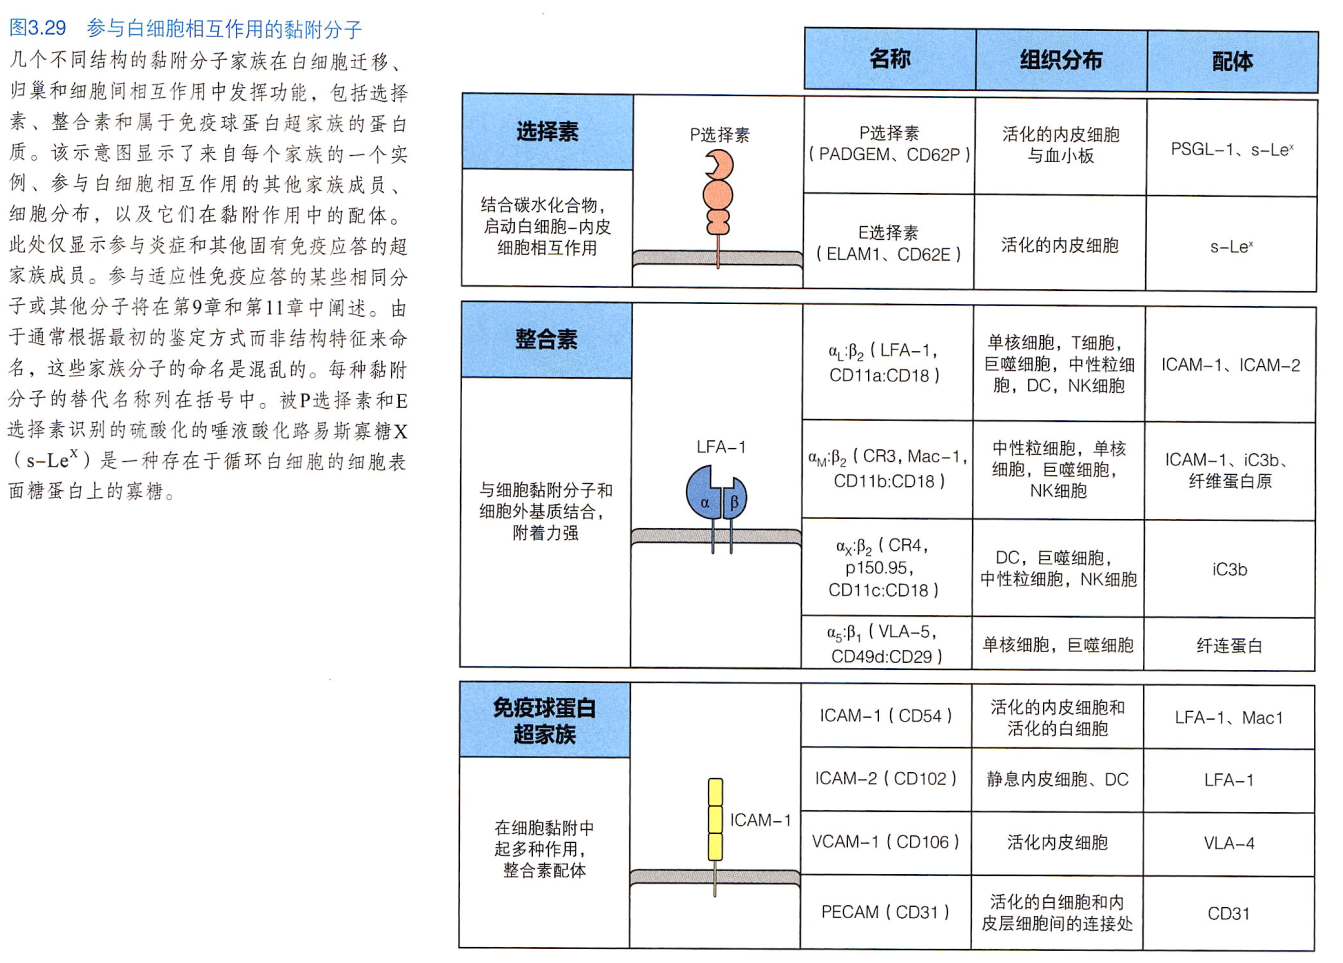 图3.29 参与白细胞相互作用的黏附分子
几个不同结构的黏附分子家族在白细胞迁移、
归巢和细胞间相互作用中发挥功能，包括选择
素、整合素和属于免疫球蛋白超家族的蛋白
质。该示意图显示了来自每个家族的一个实
例、参与白细胞相互作用的其他家族成员、
细胞分布，以及它们在黏附作用中的配体。
此处仅显示参与炎症和其他固有免疫应答的超
家族成员。参与适应性免疫应答的某些相同分
子或其他分子将在第9章和第11章中阐述。由
于通常根据最初的鉴定方式而非结构特征来命
名，这些家族分子的命名是混乱的。每种黏附
分子的替代名称列在括号中。被P选择素和E
选择素识别的硫酸化的唾液酸化路易斯寡糖X
（s–Leˣ）是一种存在于循环白细胞的细胞表
面糖蛋白上的寡糖。
名称
组织分布
配体
选择素
结合碳水化合物，
启动白细胞–内皮
细胞相互作用
P选择素
P选择素
（PADGEM、CD62P）
活化的内皮细胞
与血小板
PSGL–1、s–Leˣ
E选择素
（ELAM1、CD62E）
活化的内皮细胞
s–Leˣ
整合素
与细胞黏附分子和
细胞外基质结合，
附着力强
LFA–1
α
β
αL:β2（LFA–1，
CD11a:CD18）
单核细胞，T细胞，
巨噬细胞，中性粒细
胞，DC，NK细胞
ICAM–1、ICAM–2
αM:β2（CR3，Mac–1，
CD11b:CD18）
中性粒细胞，单核
细胞，巨噬细胞，
NK细胞
ICAM–1、iC3b、
纤维蛋白原
αX:β2（CR4，
p150.95，
CD11c:CD18）
DC，巨噬细胞，
中性粒细胞，NK细胞
iC3b
α5:β1（VLA–5，
CD49d:CD29）
单核细胞，巨噬细胞
纤连蛋白
免疫球蛋白
超家族
在细胞黏附中
起多种作用，
整合素配体
ICAM–1
ICAM–1（CD54）
活化的内皮细胞和
活化的白细胞
LFA–1、Mac1
ICAM–2（CD102）
静息内皮细胞、DC
LFA–1
VCAM–1（CD106）
活化内皮细胞
VLA–4
PECAM（CD31）
活化的白细胞和内
皮层细胞间的连接处
CD31